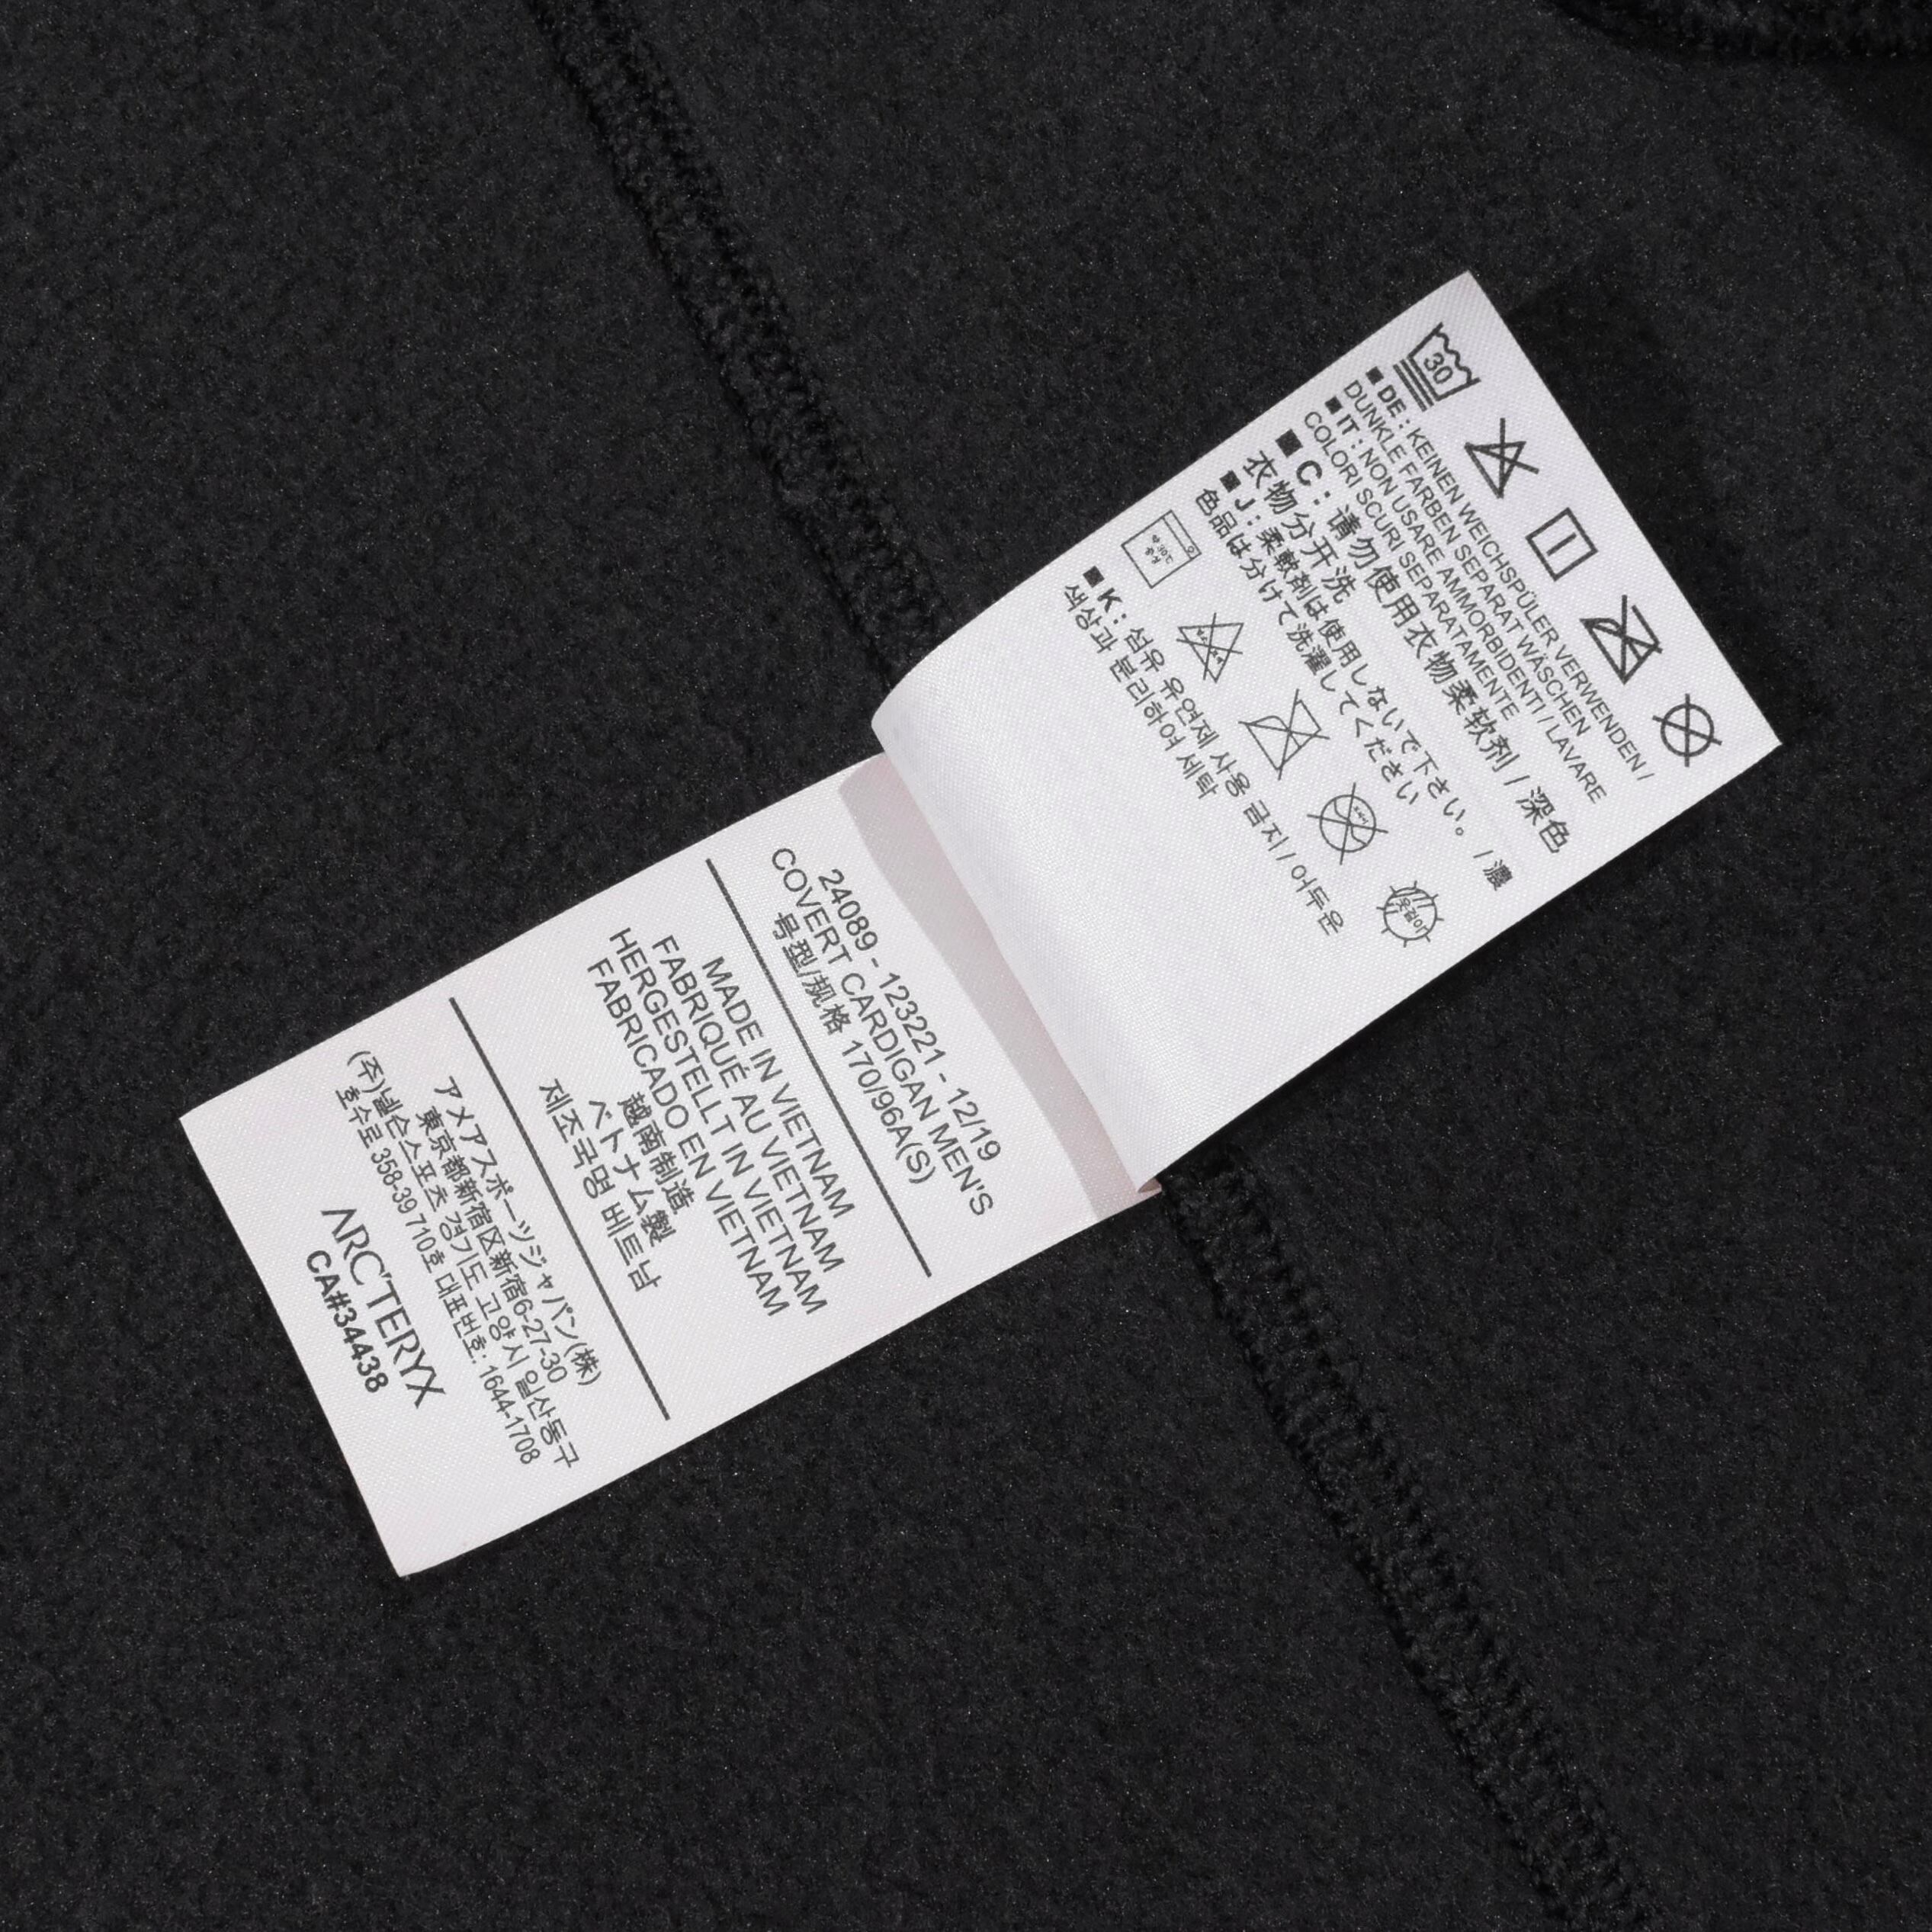 30
■ DE : KEINEN WEICHSPÜLER VERWENDEN /
DUNKLE FARBEN SEPARAT WASCHEN
■ IT : NON USARE AMMORBIDENTI / LAVARE
COLORI SCURI SEPARATAMENTE
■ C : 请勿使用衣物柔软剂 / 深色
衣物分开洗
■ J : 柔軟剤は使用しないで下さい。 / 濃
色品は分けて洗濯してください
옷걸이
■ K : 섬유 유연제 사용 금지 / 어두운
색상과 분리하여 세탁
24089 - 123221 - 12/19
COVERT CARDIGAN MEN'S
号型/规格 170/96A(S)
MADE IN VIETNAM
FABRIQUÉ AU VIETNAM
HERGESTELLT IN VIETNAM
FABRICADO EN VIETNAM
越南制造
ベトナム製
제조국명 베트남
アメアスポーツジャパン(株)
東京都新宿区新宿6-27-30
(주)넬슨스포츠 경기도 고양시 일산동구
호수로 358-39 710호 대표번호: 1644-1708
ARC'TERYX
CA#34438